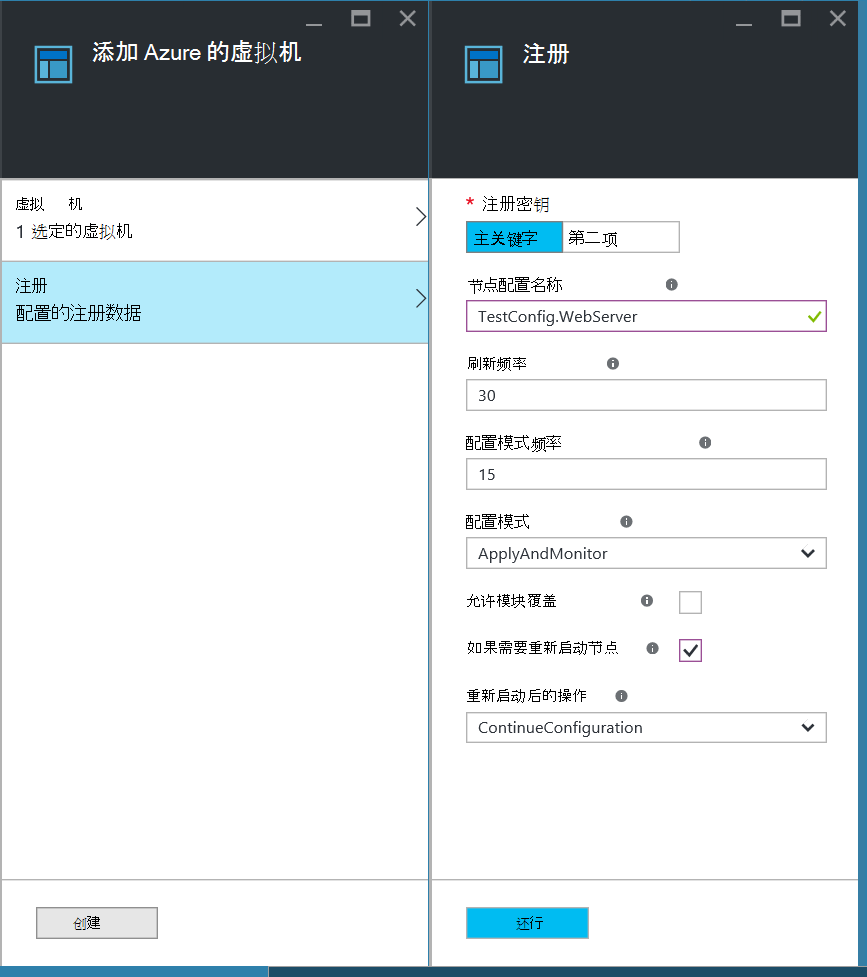 添加 Azure 的虚拟机
虚拟 机
1 选定的虚拟机
注册
配置的注册数据
创建
注册
* 注册密钥
主关键字 第二项
节点配置名称
TestConfig.WebServer
刷新频率
30
配置模式频率
15
配置模式
ApplyAndMonitor
允许模块覆盖
如果需要重新启动节点
重新启动后的操作
ContinueConfiguration
还行